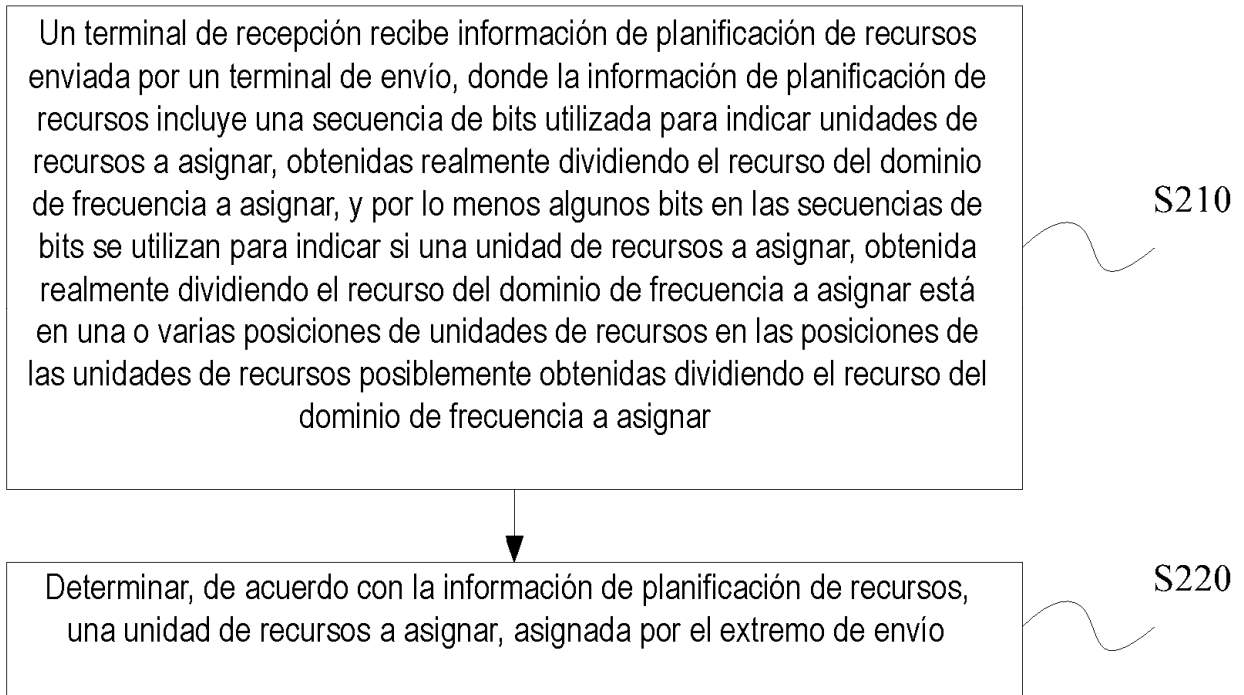 Un terminal de recepción recibe información de planificación de recursos
enviada por un terminal de envío, donde la información de planificación de
recursos incluye una secuencia de bits utilizada para indicar unidades de
recursos a asignar, obtenidas realmente dividiendo el recurso del dominio
de frecuencia a asignar, y por lo menos algunos bits en las secuencias de
bits se utilizan para indicar si una unidad de recursos a asignar, obtenida
realmente dividiendo el recurso del dominio de frecuencia a asignar está
en una o varias posiciones de unidades de recursos en las posiciones de
las unidades de recursos posiblemente obtenidas dividiendo el recurso del
dominio de frecuencia a asignar
S210
Determinar, de acuerdo con la información de planificación de recursos,
una unidad de recursos a asignar, asignada por el extremo de envío
S220